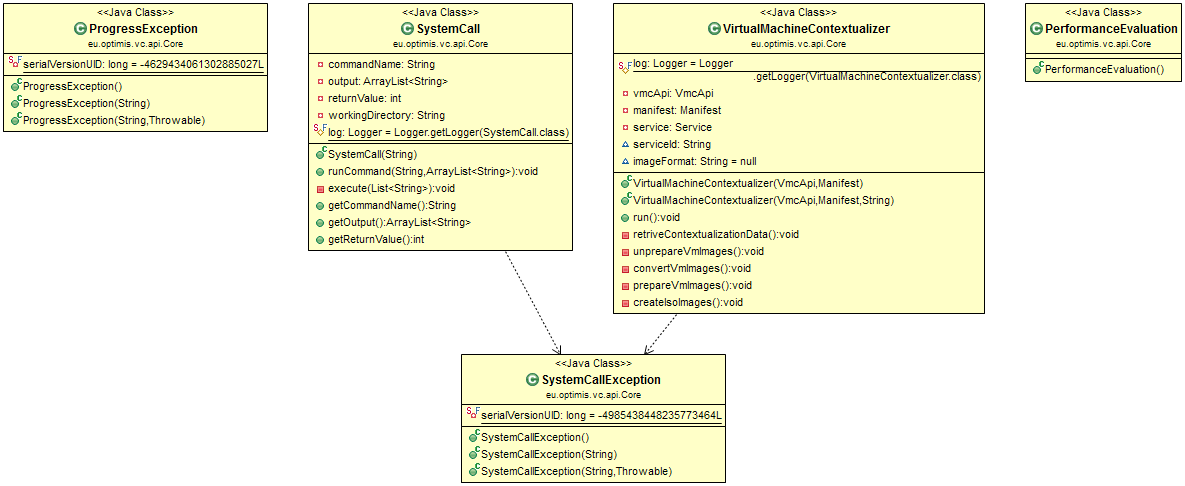 <<Java Class>>
ProgressException
eu.optimis.vc.api.Core
serialVersionUID: long = -4629434061302885027L
ProgressException()
ProgressException(String)
ProgressException(String,Throwable)
<<Java Class>>
SystemCall
eu.optimis.vc.api.Core
commandName: String
output: ArrayList<String>
returnValue: int
workingDirectory: String
log: Logger = Logger.getLogger(SystemCall.class)
SystemCall(String)
runCommand(String,ArrayList<String>):void
execute(List<String>):void
getCommandName():String
getOutput():ArrayList<String>
getReturnValue():int
<<Java Class>>
VirtualMachineContextualizer
eu.optimis.vc.api.Core
log: Logger = Logger
.getLogger(VirtualMachineContextualizer.class)
vmcApi: VmcApi
manifest: Manifest
service: Service
serviceId: String
imageFormat: String = null
VirtualMachineContextualizer(VmcApi,Manifest)
VirtualMachineContextualizer(VmcApi,Manifest,String)
run():void
retriveContextualizationData():void
unprepareVmImages():void
convertVmImages():void
prepareVmImages():void
createIsoImages():void
<<Java Class>>
PerformanceEvaluation
eu.optimis.vc.api.Core
PerformanceEvaluation()
<<Java Class>>
SystemCallException
eu.optimis.vc.api.Core
serialVersionUID: long = -4985438448235773464L
SystemCallException()
SystemCallException(String)
SystemCallException(String,Throwable)